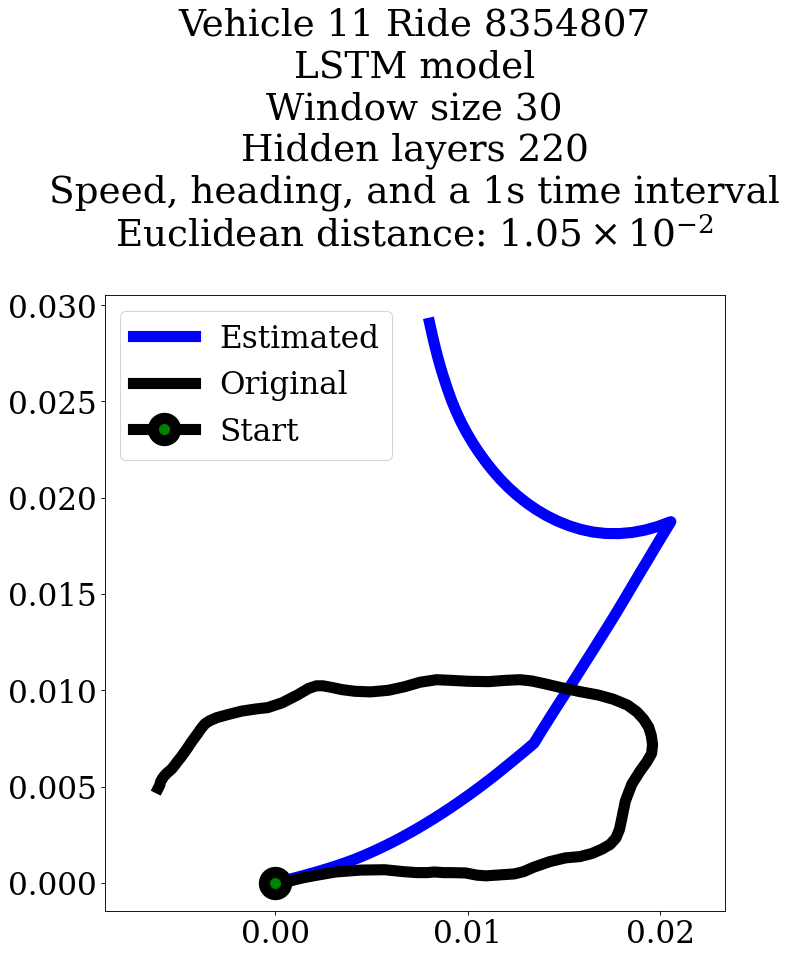 Vehicle 11 Ride 8354807
LSTM model
Window size 30
Hidden layers 220
Speed, heading, and a 1s time interval
Euclidean distance: 1.05 × 10⁻²
0.030
Estimated
Original
Start
0.025
0.020
0.015
0.010
0.005
0.000
0.00 0.01 0.02